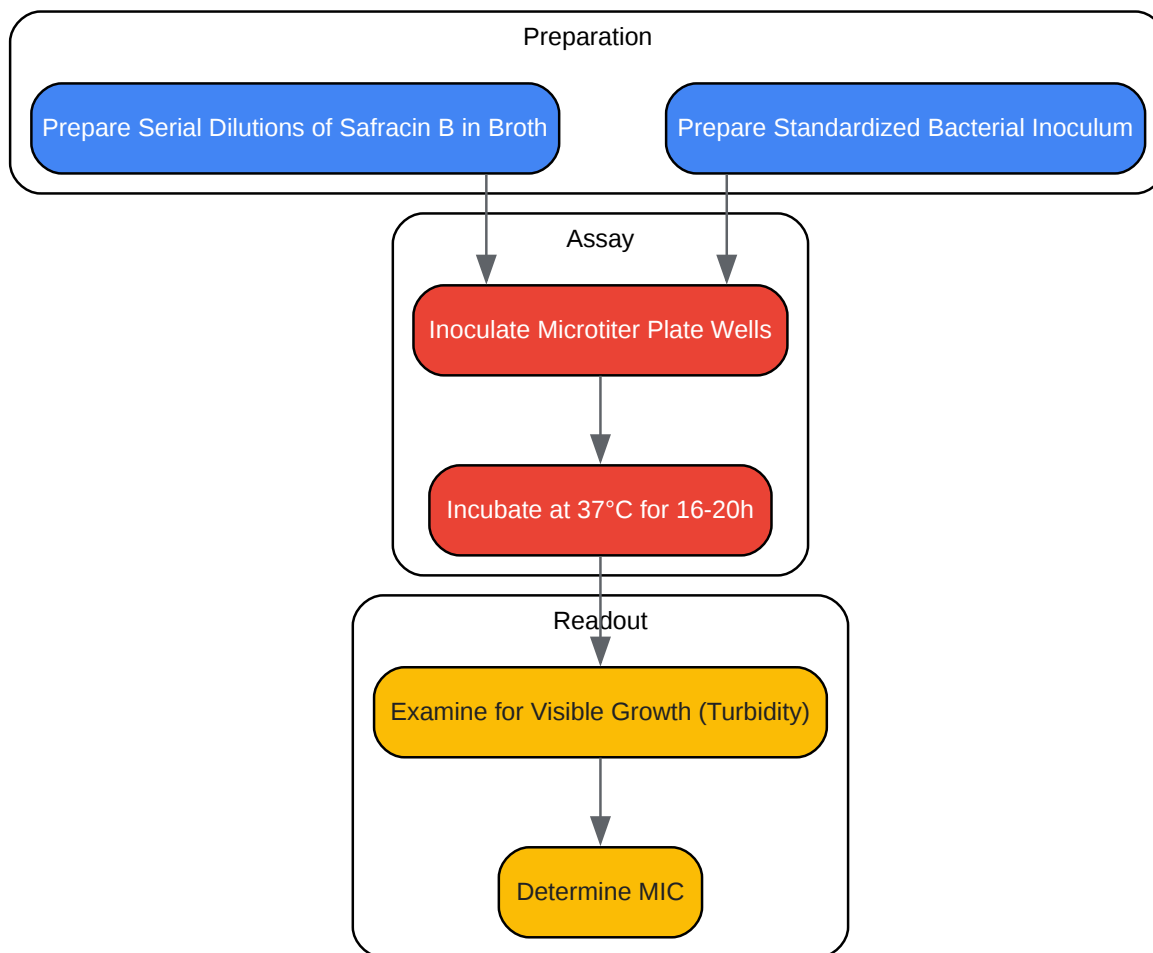 Preparation
Prepare Serial Dilutions of Safracin B in Broth
Prepare Standardized Bacterial Inoculum
Assay
Inoculate Microtiter Plate Wells
Incubate at 37°C for 16-20h
Readout
Examine for Visible Growth (Turbidity)
Determine MIC